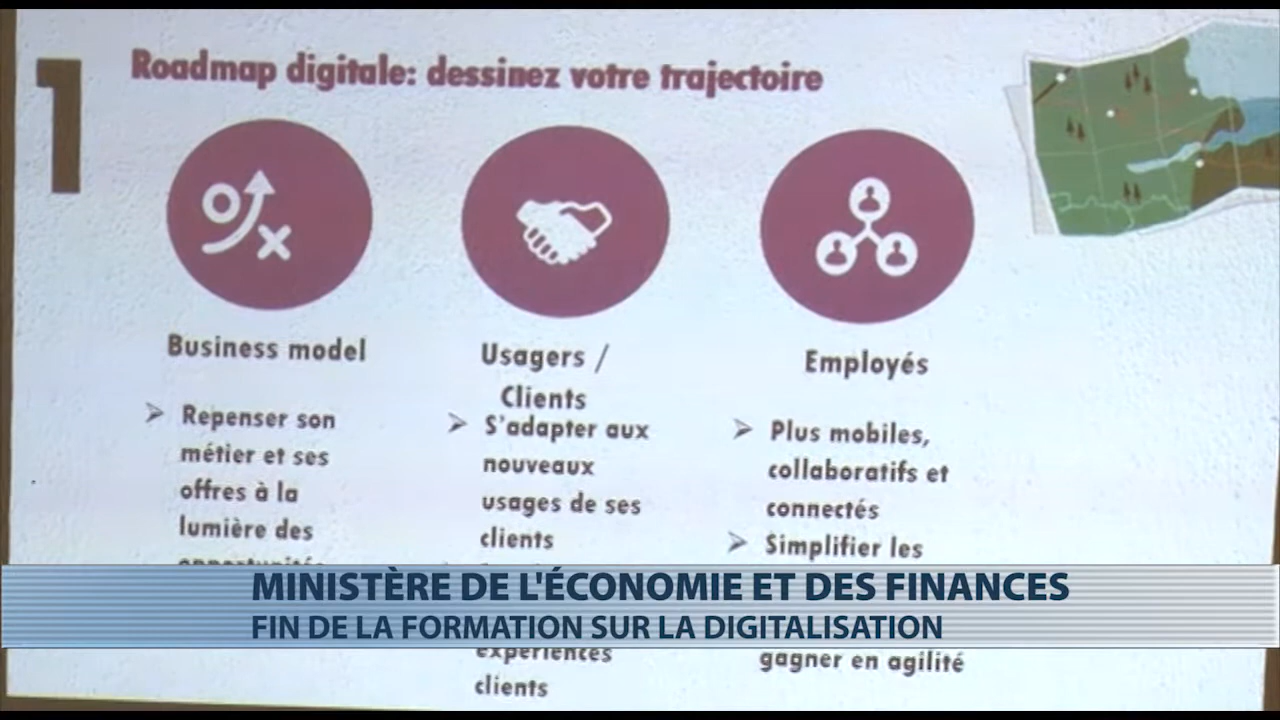 1
Roadmap digitale: dessinez votre trajectoire
Business model
Repenser son
métier et ses
offres à la
lumière des
opportunités
Usagers /
Clients
S'adapter aux
nouveaux
usages de ses
clients
expériences
clients
Employés
Plus mobiles,
collaboratifs et
connectés
Simplifier les
gagner en agilité
MINISTÈRE DE L'ÉCONOMIE ET DES FINANCES
FIN DE LA FORMATION SUR LA DIGITALISATION